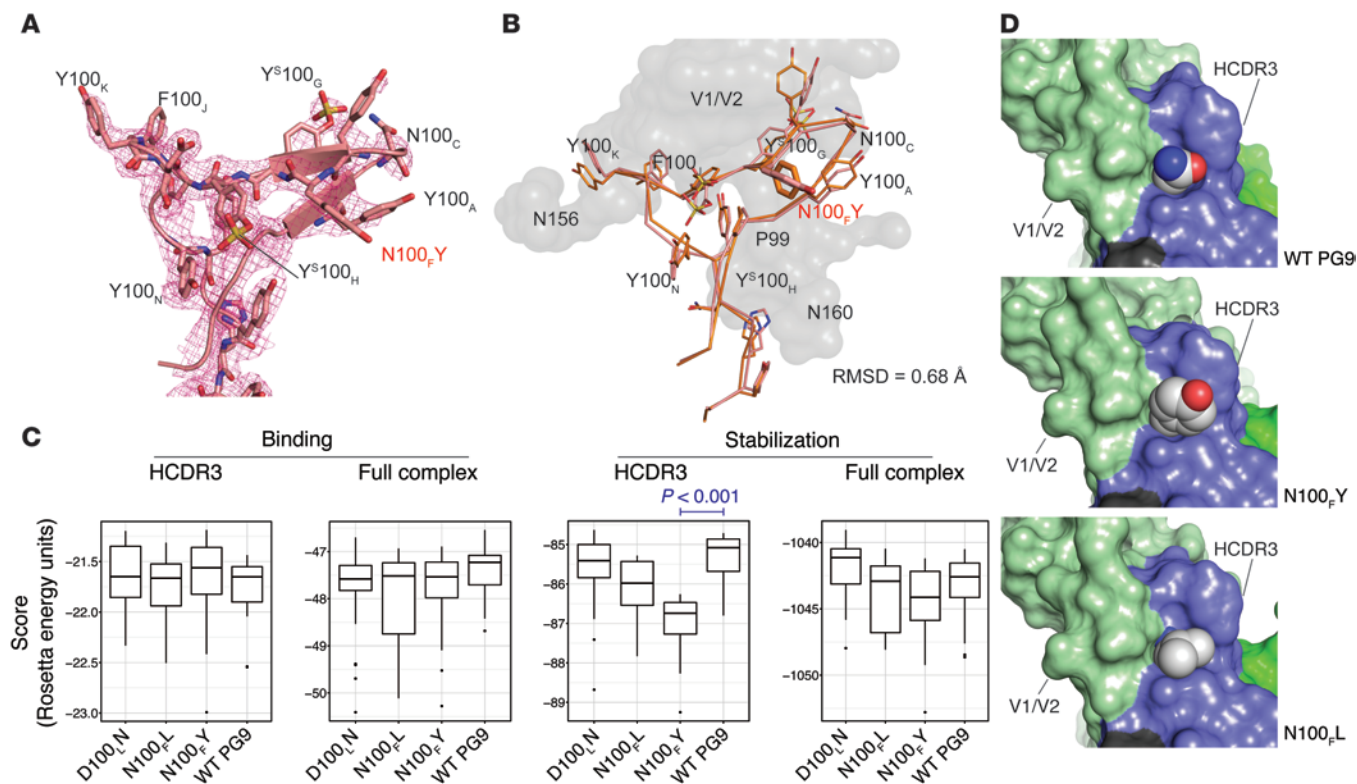 A
Y100K
F100J
YS100G
N100C
Y100A
N100FY
YS100H
Y100N
B
V1/V2
Y100K
F100
YS100G
N100C
Y100A
N100FY
N156
P99
Y100N
YS100H
N160
RMSD = 0.68 Å
C
Binding
Stabilization
HCDR3
Full complex
HCDR3
Full complex
P < 0.001
Score
(Rosetta energy units)
−21.5
−22.0
−22.5
−23.0
D100LN
N100FL
N100FY
WT PG9
−47
−48
−49
−50
D100LN
N100FL
N100FY
WT PG9
−85
−86
−87
−88
−89
D100LN
N100FL
N100FY
WT PG9
−1040
−1045
−1050
D100LN
N100FL
N100FY
WT PG9
D
HCDR3
V1/V2
WT PG9
HCDR3
V1/V2
N100FY
HCDR3
V1/V2
N100FL